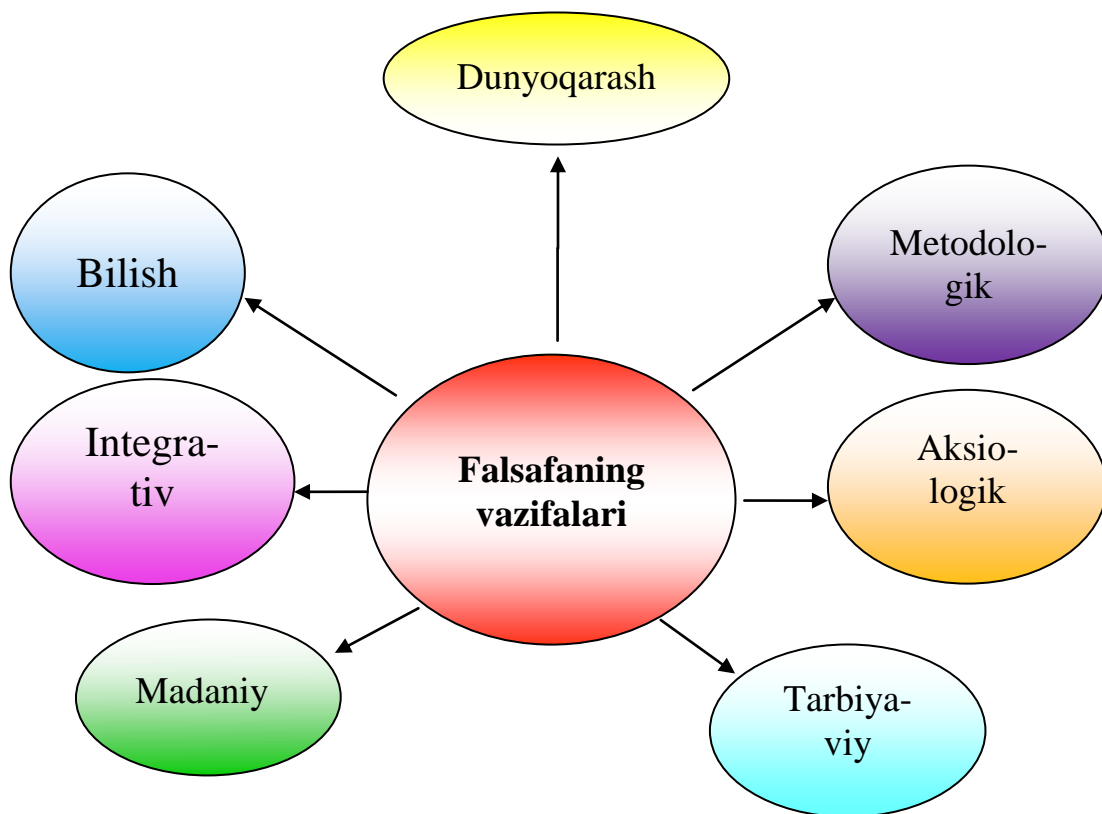 Dunyoqarash
Bilish
Metodolo-
gik
Integra-
tiv
Falsafaning
vazifalari
Aksio-
logik
Madaniy
Tarbiya-
viy